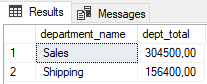 Results Messages
department_name dept_total
1 Sales 304500,00
2 Shipping 156400,00